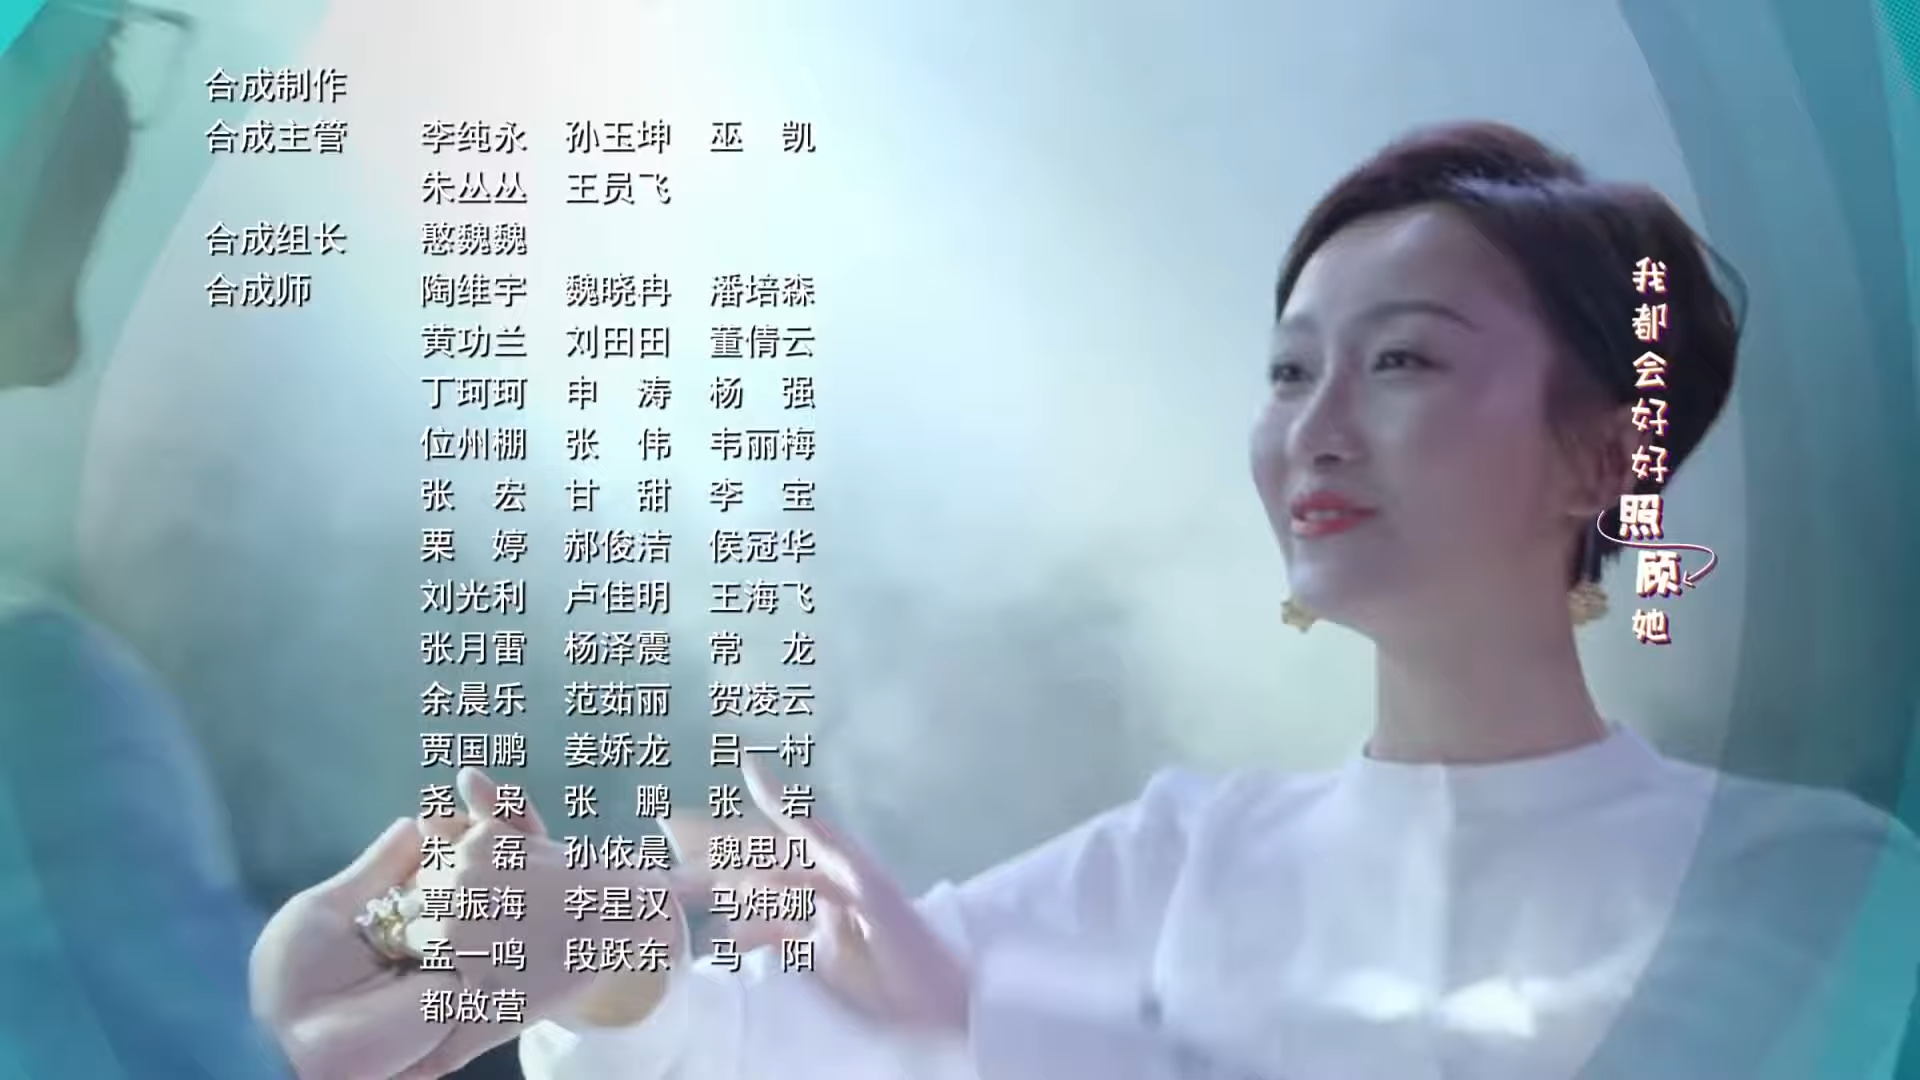 合成制作
合成主管 李纯永 孙玉坤 巫 凯
朱丛丛 王员飞
合成组长 憨魏魏
合成师 陶维宇 魏晓冉 潘培森
黄功兰 刘田田 董倩云
丁珂珂 申 涛 杨 强
位州棚 张 伟 韦丽梅
张 宏 甘 甜 李 宝
栗 婷 郝俊洁 侯冠华
刘光利 卢佳明 王海飞
张月雷 杨泽震 常 龙
余晨乐 范茹丽 贺凌云
贾国鹏 姜娇龙 吕一村
尧 枭 张 鹏 张 岩
朱 磊 孙依晨 魏思凡
覃振海 李星汉 马炜娜
孟一鸣 段跃东 马 阳
都啟营
我都会好好照顾她